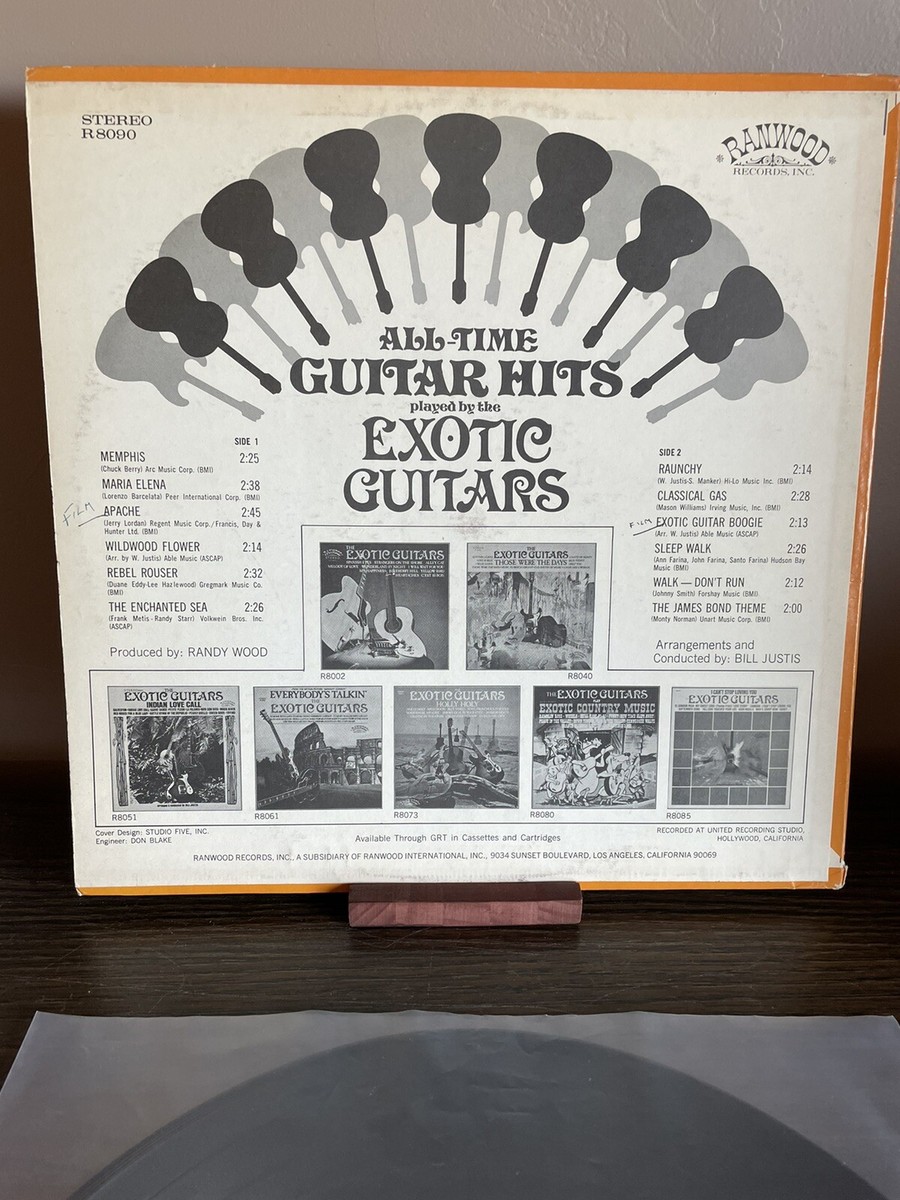 STEREO
R8090
RANWOOD
RECORDS, INC.
ALL-TIME
GUITAR HITS
played by the
EXOTIC
GUITARS
SIDE 1
MEMPHIS 2:25
(Chuck Berry) Arc Music Corp. (BMI)
MARIA ELENA 2:38
(Lorenzo Barcelata) Peer International Corp. (BMI)
FILM
APACHE 2:45
(Jerry Lordan) Regent Music Corp./Francis, Day &
Hunter Ltd. (BMI)
WILDWOOD FLOWER 2:14
(Arr. by W. Justis) Able Music (ASCAP)
REBEL ROUSER 2:32
(Duane Eddy-Lee Hazlewood) Gregmark Music Co.
(BMI)
THE ENCHANTED SEA 2:26
(Frank Metis-Randy Starr) Volkwein Bros. Inc.
(ASCAP)
Produced by: RANDY WOOD
SIDE 2
RAUNCHY 2:14
(W. Justis-S. Manker) Hi-Lo Music Inc. (BMI)
CLASSICAL GAS 2:28
(Mason Williams) Irving Music, Inc. (BMI)
FILM
EXOTIC GUITAR BOOGIE 2:13
(Arr. W. Justis) Able Music (ASCAP)
SLEEP WALK 2:26
(Ann Farina, John Farina, Santo Farina) Hudson Bay
Music (BMI)
WALK — DON'T RUN 2:12
(Johnny Smith) Forshay Music (BMI)
THE JAMES BOND THEME 2:00
(Monty Norman) Unart Music Corp. (BMI)
Arrangements and
Conducted by: BILL JUSTIS
THE
EXOTIC GUITARS
R8002
THE
EXOTIC GUITARS
THOSE WERE THE DAYS
R8040
THE
EXOTIC GUITARS
INDIAN LOVE CALL
R8051
EVERYBODY'S TALKIN'
THE
EXOTIC GUITARS
R8061
EXOTIC GUITARS
HOLLY HOLY
R8073
THE EXOTIC GUITARS
EXOTIC COUNTRY MUSIC
R8080
I CAN'T STOP LOVING YOU
EXOTIC GUITARS
R8085
Cover Design: STUDIO FIVE, INC.
Engineer: DON BLAKE
Available Through GRT in Cassettes and Cartridges
RECORDED AT UNITED RECORDING STUDIO,
HOLLYWOOD, CALIFORNIA
RANWOOD RECORDS, INC., A SUBSIDIARY OF RANWOOD INTERNATIONAL, INC., 9034 SUNSET BOULEVARD, LOS ANGELES, CALIFORNIA 90069